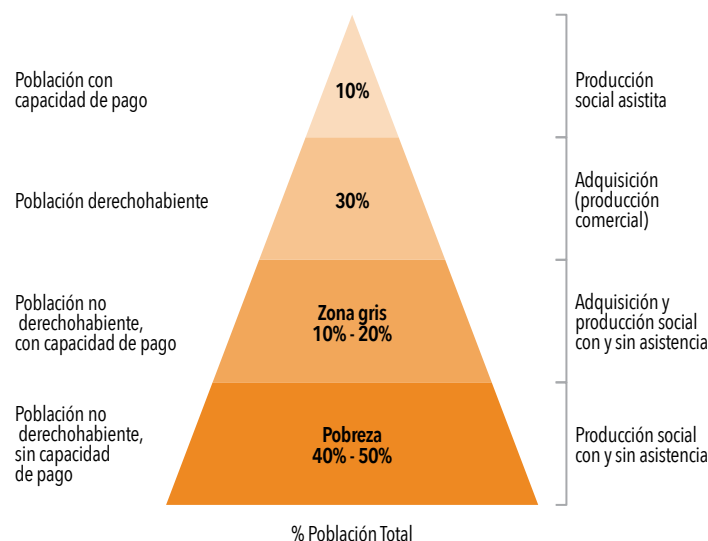 Población con
capacidad de pago
10%
Producción
social asistita
Población derechohabiente
30%
Adquisición
(producción
comercial)
Población no
derechohabiente,
con capacidad de pago
Zona gris
10% - 20%
Adquisición y
producción social
con y sin asistencia
Población no
derechohabiente,
sin capacidad
de pago
Pobreza
40% - 50%
Producción social
con y sin asistencia
% Población Total